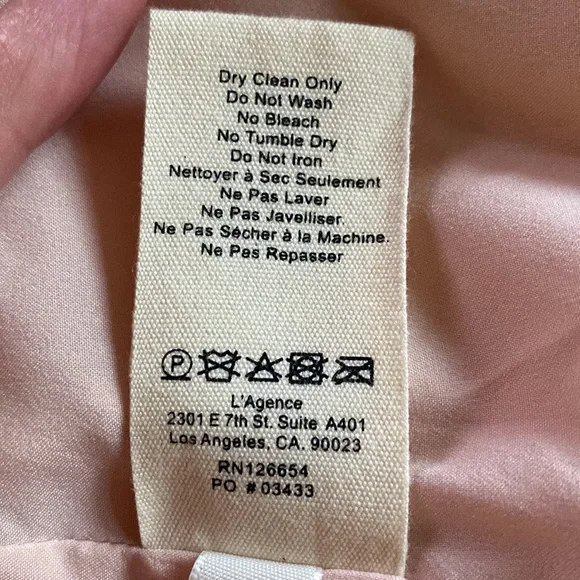 Dry Clean Only
Do Not Wash
No Bleach
No Tumble Dry
Do Not Iron
Nettoyer à Sec Seulement
Ne Pas Laver
Ne Pas Javelliser
Ne Pas Sécher à la Machine.
Ne Pas Repasser
P
L'Agence
2301 E 7th St. Suite A401
Los Angeles, CA. 90023
RN126654
PO # 03433